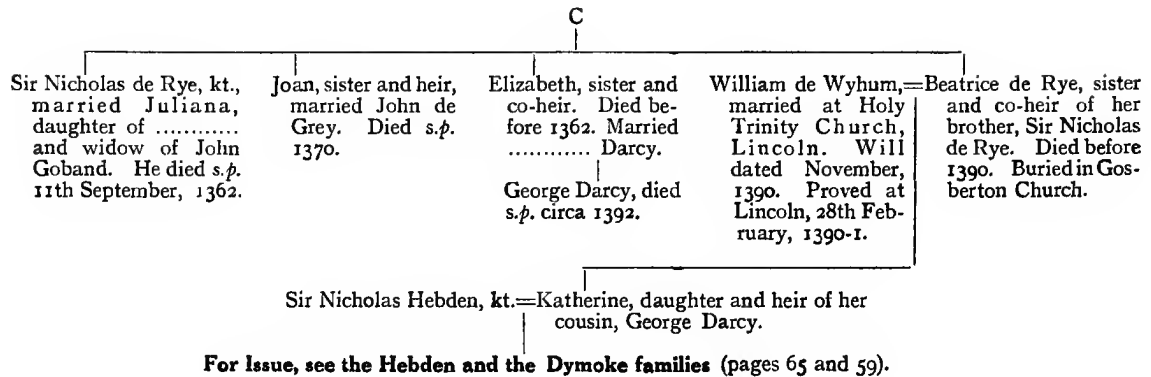 C
Sir Nicholas de Rye, kt.,
married Juliana,
daughter of ............
and widow of John
Goband. He died s.p.
11th September, 1362.
Joan, sister and heir,
married John de
Grey. Died s.p.
1370.
Elizabeth, sister and
co-heir. Died be-
fore 1362. Married
............ Darcy.
George Darcy, died
s.p. circa 1392.
William de Wyhum,=Beatrice de Rye, sister
married at Holy
Trinity Church,
Lincoln. Will
dated November,
1390. Proved at
Lincoln, 28th Feb-
ruary, 1390-1.
and co-heir of her
brother, Sir Nicholas
de Rye. Died before
1390. Buried in Gos-
berton Church.
Sir Nicholas Hebden, kt.=Katherine, daughter and heir of her
cousin, George Darcy.
For Issue, see the Hebden and the Dymoke families (pages 65 and 59).